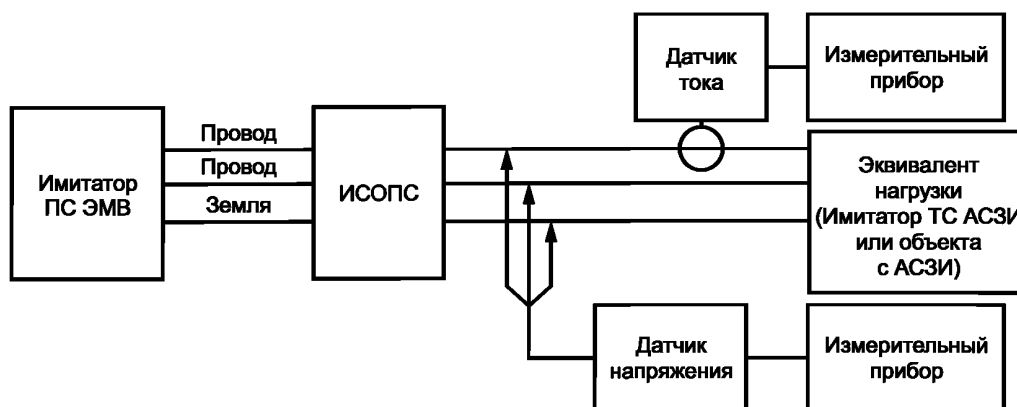 Датчик
тока
Измерительный
прибор
Провод
Провод
Земля
Имитатор
ПС ЭМВ
ИСОПС
Эквивалент
нагрузки
(Имитатор ТС АСЗИ
или объекта
с АСЗИ)
Датчик
напряжения
Измерительный
прибор